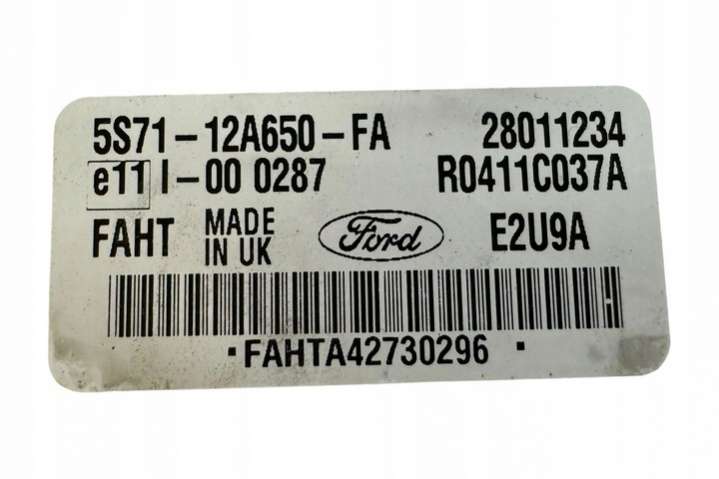 5S71-12A650-FA 28011234
e11 I-00 0287 R0411C037A
FAHT MADE IN UK Ford E2U9A
·FAHTA42730296·